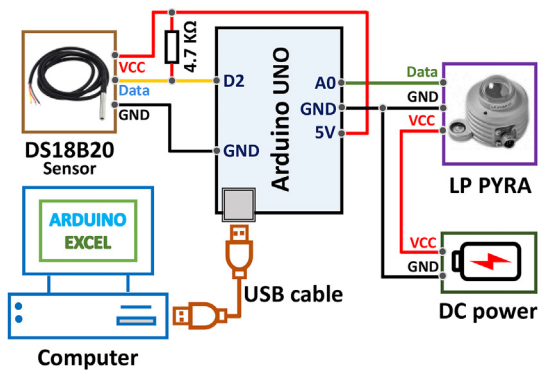 4.7 KΩ
VCC
Data
GND
DS18B20
Sensor
D2
GND
Arduino UNO
A0
GND
5V
Data
GND
VCC
LP PYRA
ARDUINO
EXCEL
Computer
USB cable
VCC
GND
DC power